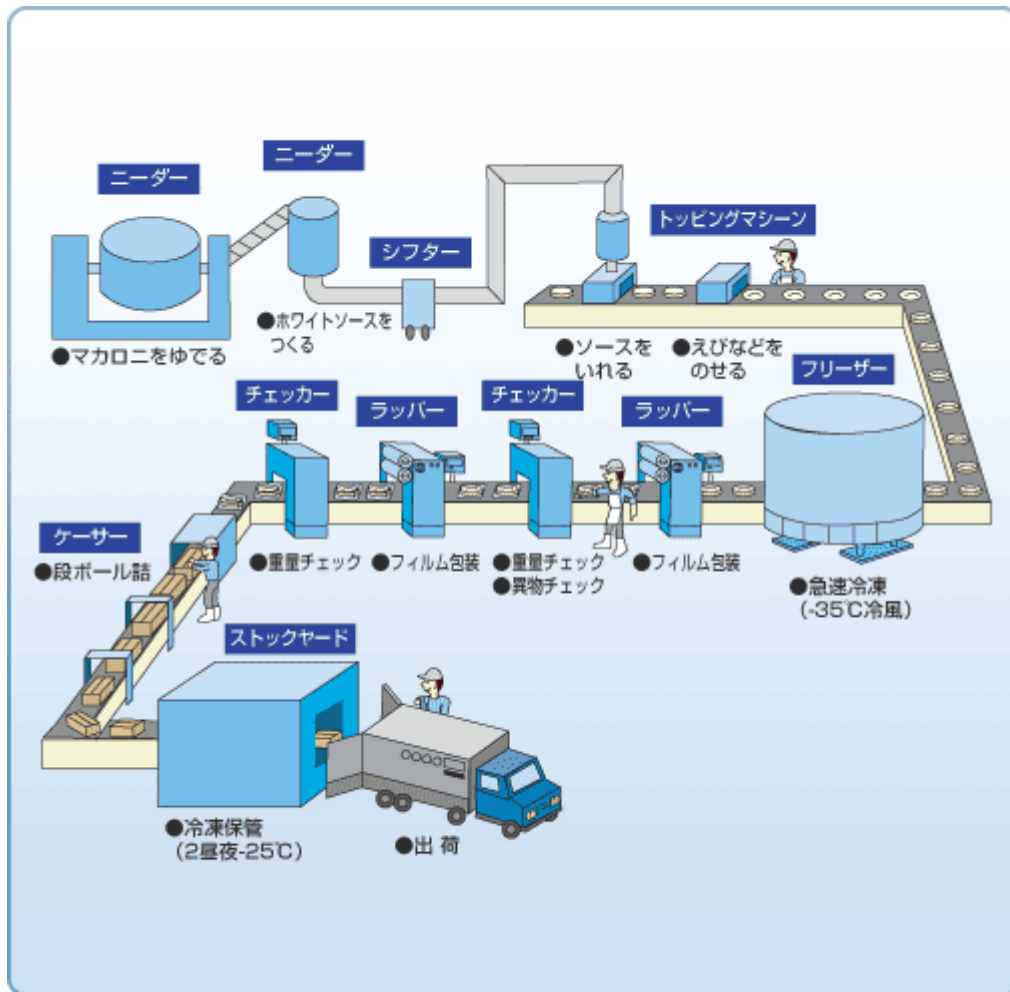 ニーダー
●マカロニをゆでる
ニーダー
●ホワイトソースを
つくる
シフター
●ソースを
いれる
トッピングマシーン
●えびなどを
のせる
フリーザー
●急速冷凍
(-35℃冷風)
ラッパー
●フィルム包装
チェッカー
●重量チェック
●異物チェック
ラッパー
●フィルム包装
チェッカー
●重量チェック
ケーサー
●段ボール詰
ストックヤード
●冷凍保管
(2昼夜-25℃)
●出 荷